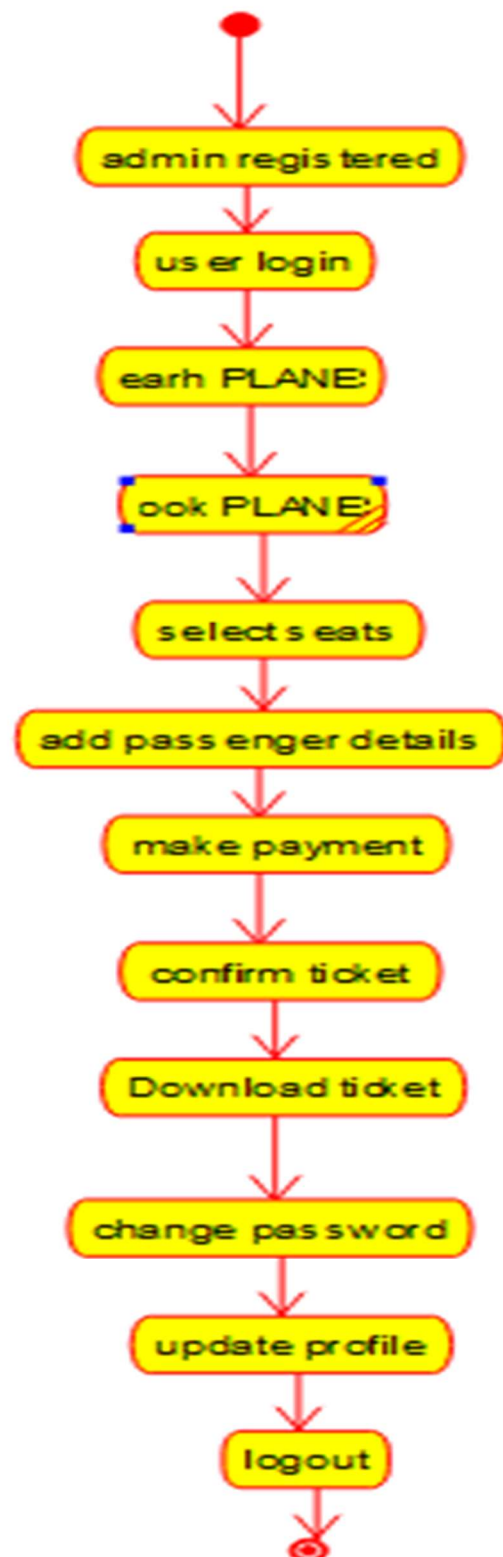 admin registered
user login
earh PLANE
ook PLANE
select seats
add passenger details
make payment
confirm ticket
Download ticket
change password
update profile
logout